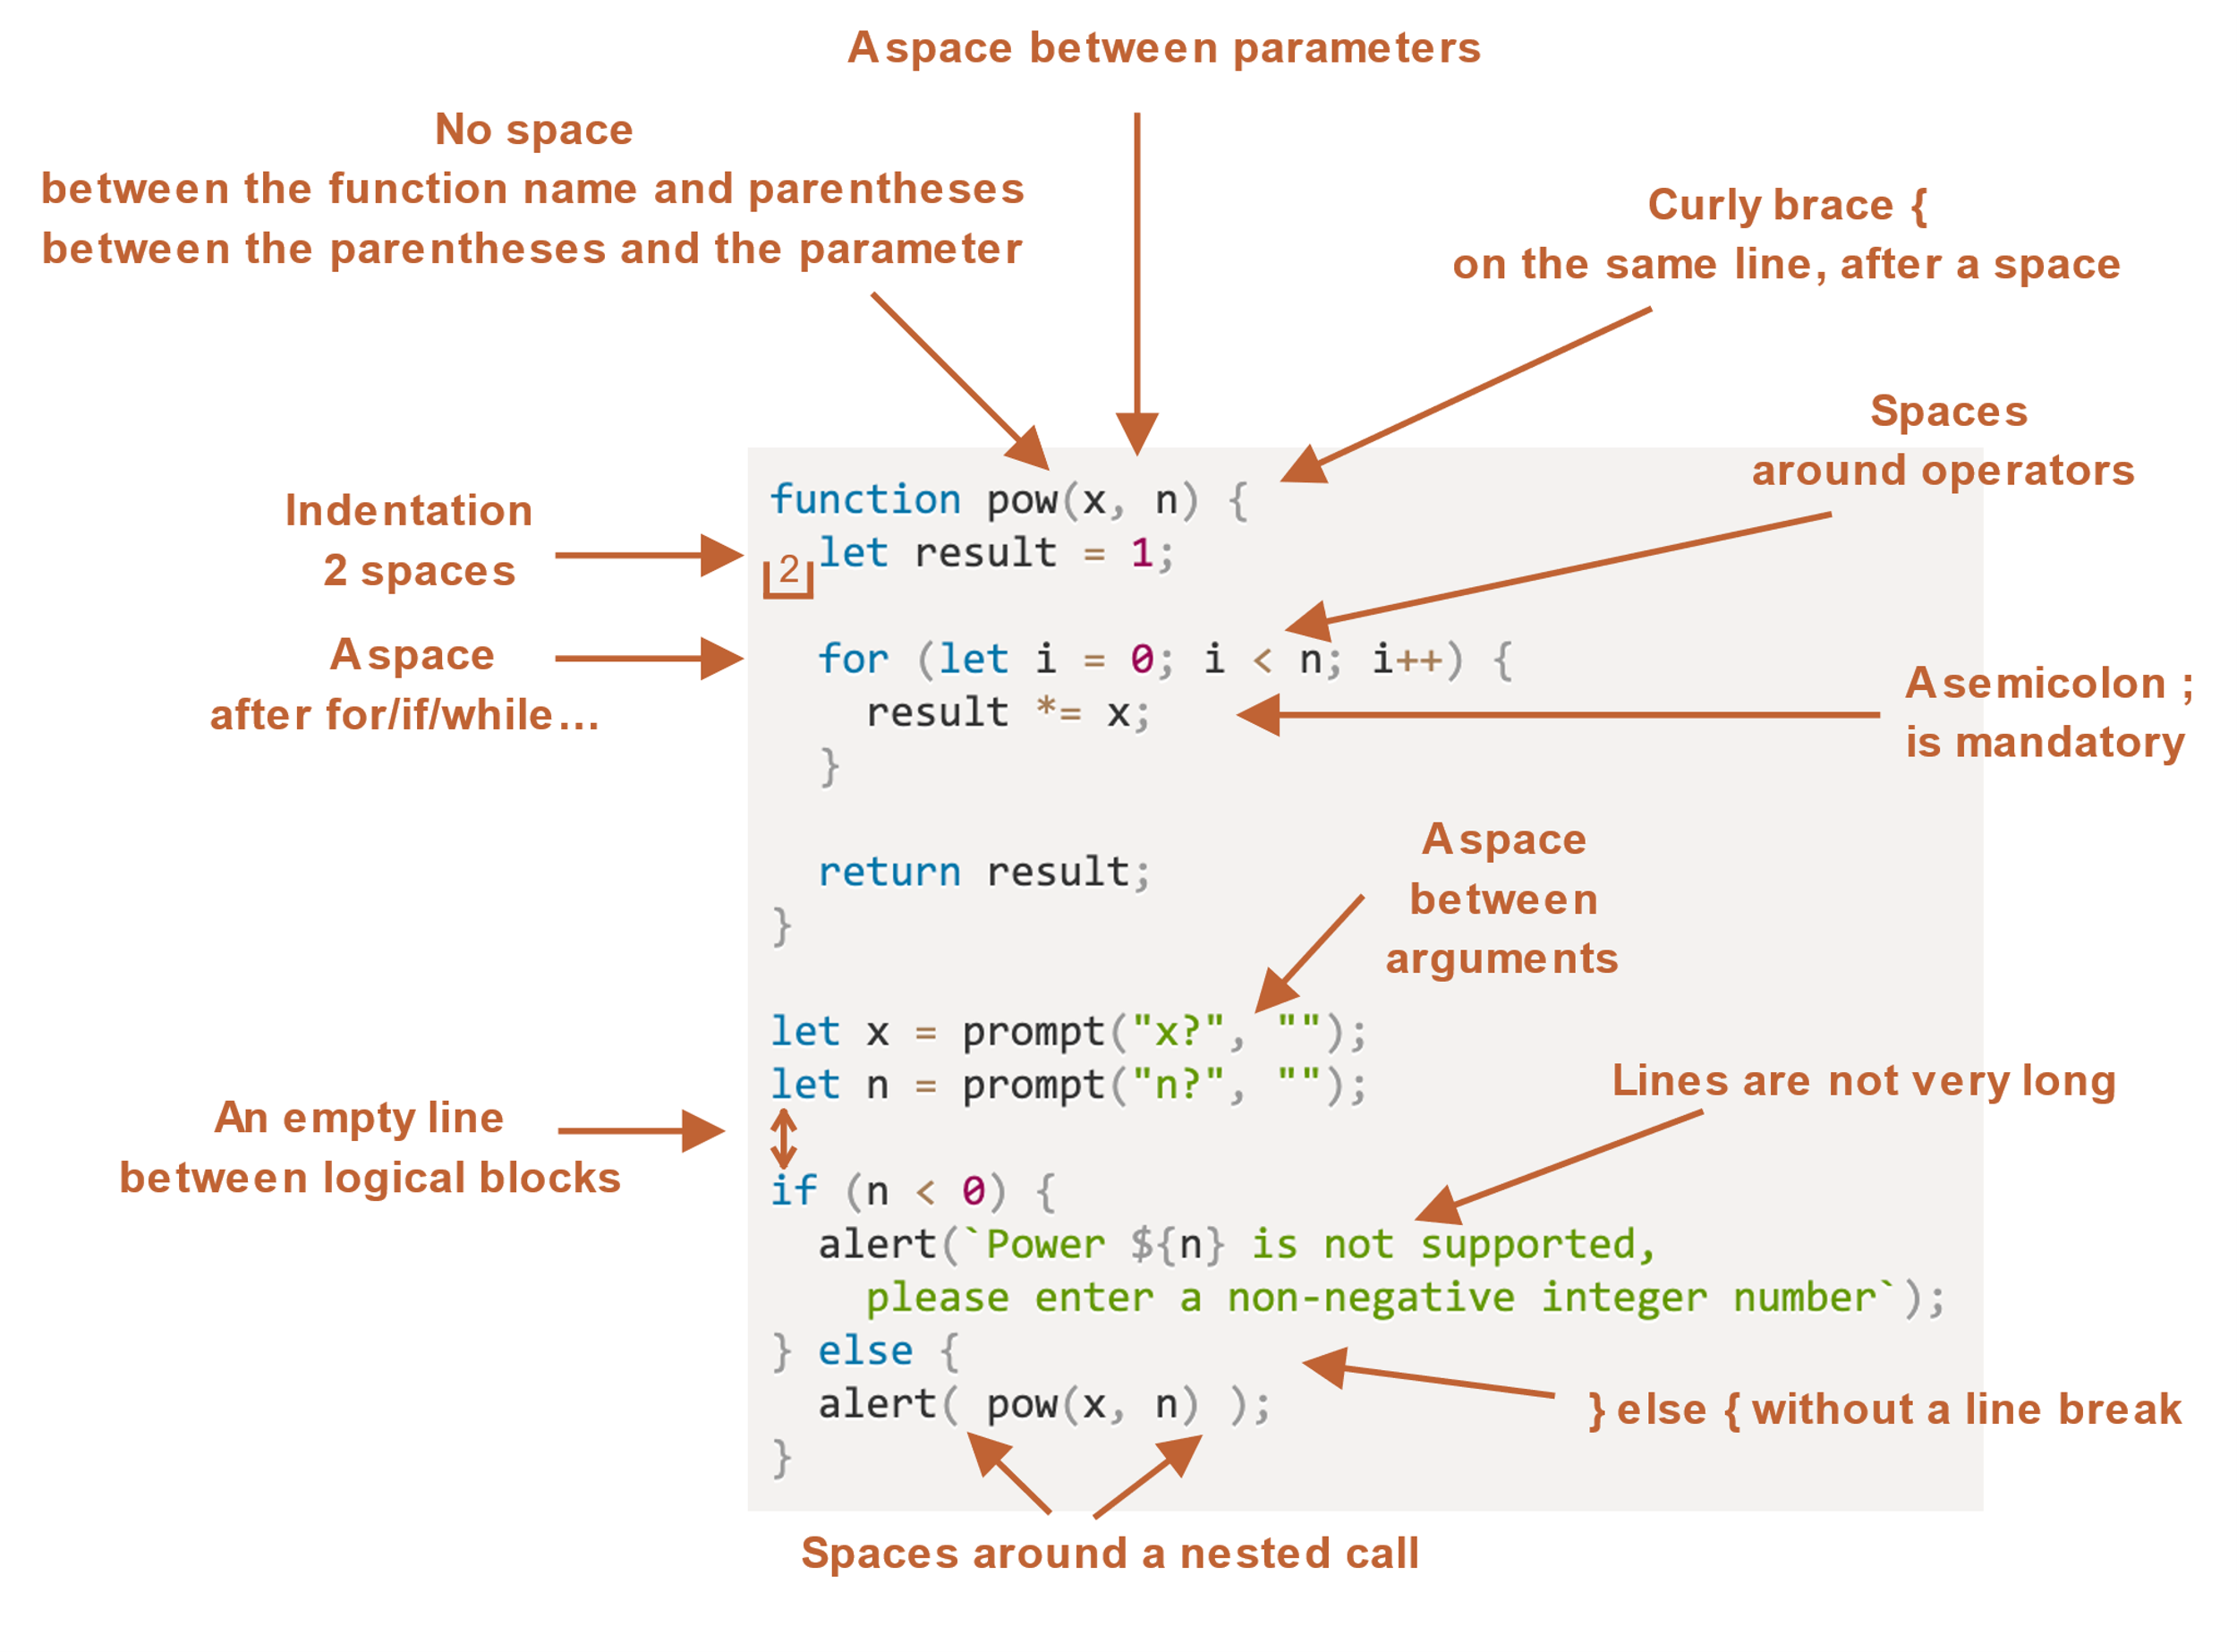 A space between parameters
No space
between the function name and parentheses
between the parentheses and the parameter
Curly brace {
on the same line, after a space
Spaces
around operators
Indentation
2 spaces
A space
after for/if/while…
A semicolon ;
is mandatory
An empty line
between logical blocks
function pow(x, n) {
  let result = 1;
2
  for (let i = 0; i < n; i++) {
    result *= x;
  }
  return result;
}
A space
between
arguments
let x = prompt("x?", "");
let n = prompt("n?", "");
Lines are not very long
if (n < 0) {
  alert(`Power ${n} is not supported,
    please enter a non-negative integer number`);
} else {
  alert( pow(x, n) );
}
} else { without a line break
Spaces around a nested call